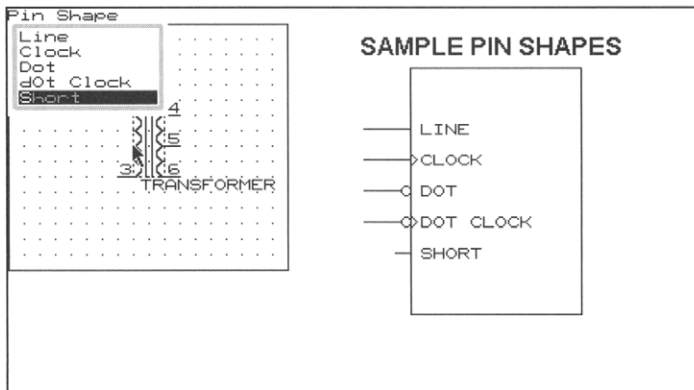 Pin Shape
Line
Clock
Dot
dOt Clock
Short
4
5
3 6
TRANSFORMER
SAMPLE PIN SHAPES
LINE
CLOCK
DOT
DOT CLOCK
SHORT